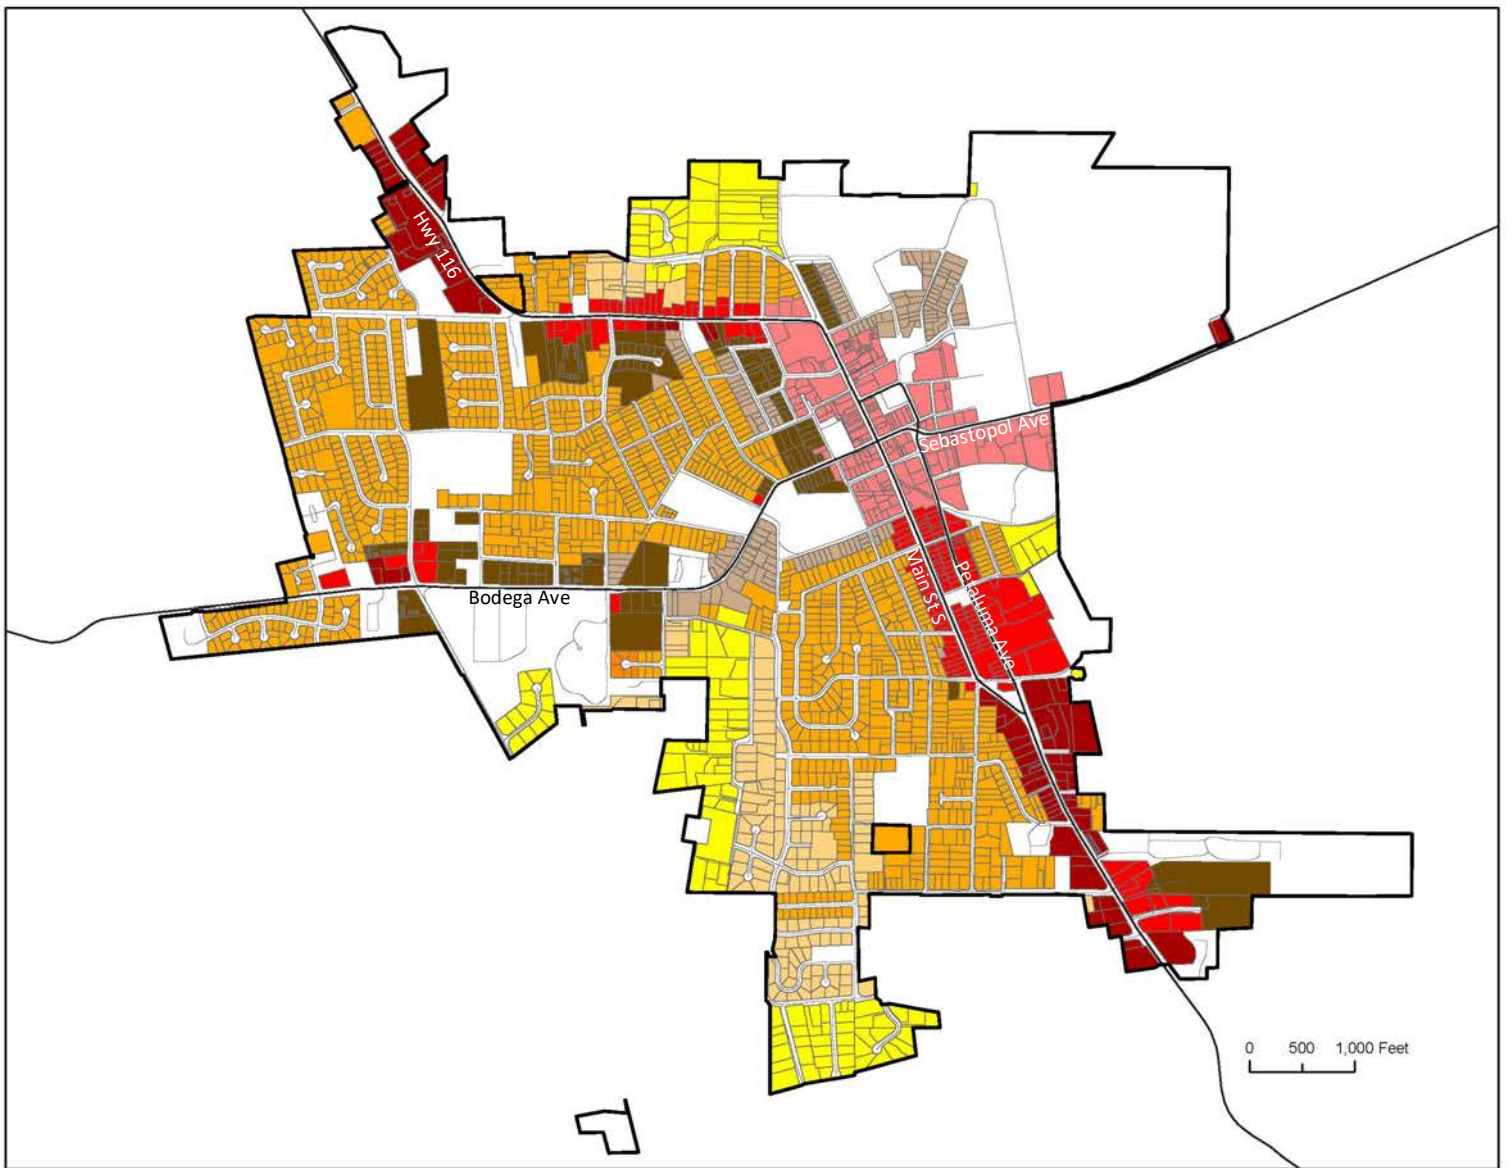 Hwy 116
Sebastopol Ave
Main St S
Petaluma Ave
Bodega Ave
0 500 1,000 Feet